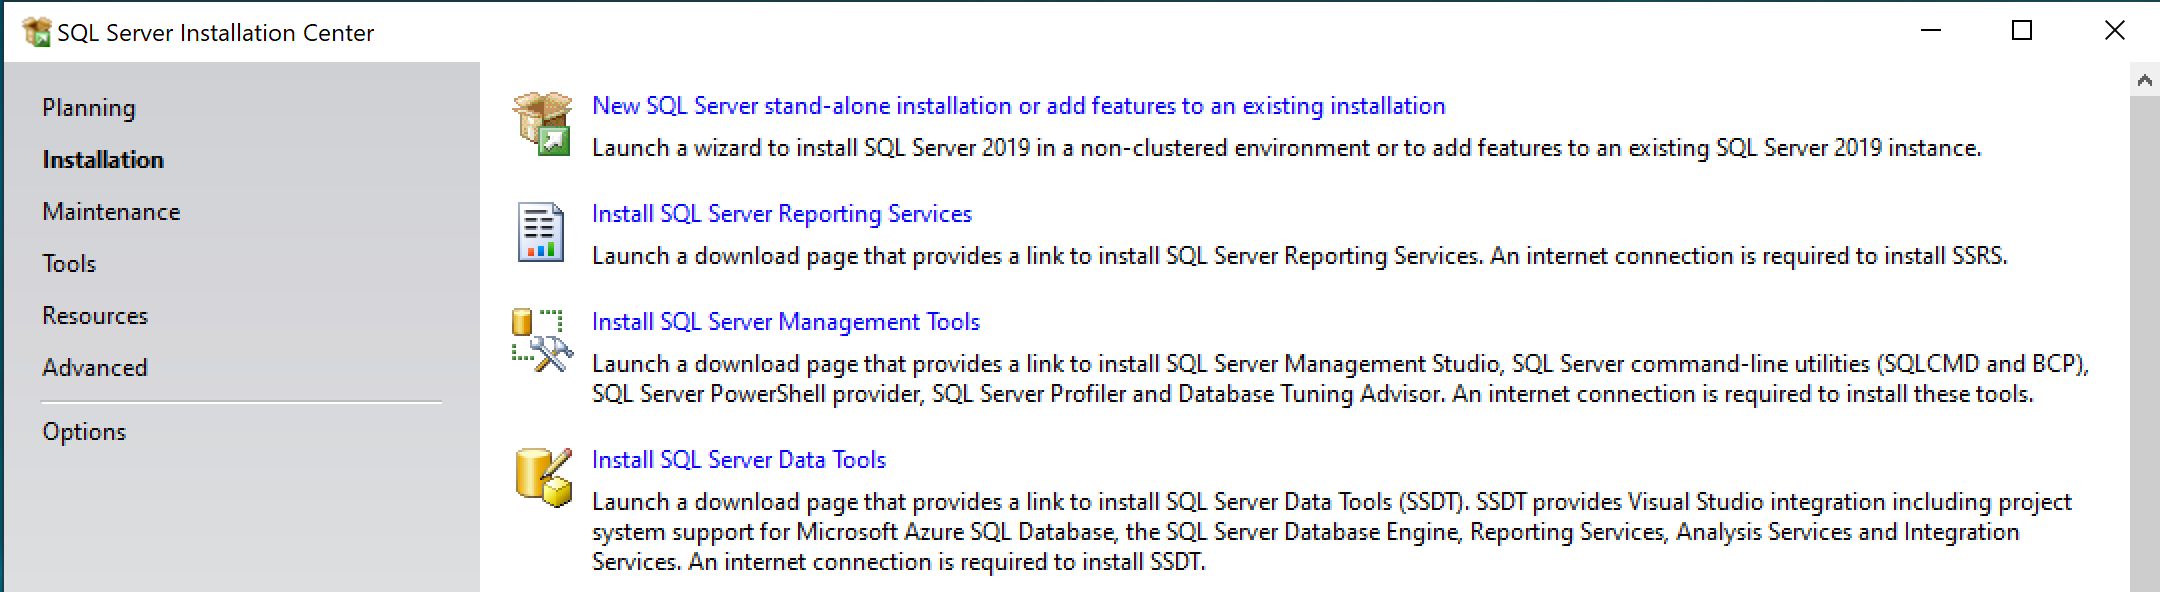 SQL Server Installation Center
Planning
Installation
Maintenance
Tools
Resources
Advanced
Options
New SQL Server stand-alone installation or add features to an existing installation
Launch a wizard to install SQL Server 2019 in a non-clustered environment or to add features to an existing SQL Server 2019 instance.
Install SQL Server Reporting Services
Launch a download page that provides a link to install SQL Server Reporting Services. An internet connection is required to install SSRS.
Install SQL Server Management Tools
Launch a download page that provides a link to install SQL Server Management Studio, SQL Server command-line utilities (SQLCMD and BCP),
SQL Server PowerShell provider, SQL Server Profiler and Database Tuning Advisor. An internet connection is required to install these tools.
Install SQL Server Data Tools
Launch a download page that provides a link to install SQL Server Data Tools (SSDT). SSDT provides Visual Studio integration including project
system support for Microsoft Azure SQL Database, the SQL Server Database Engine, Reporting Services, Analysis Services and Integration
Services. An internet connection is required to install SSDT.